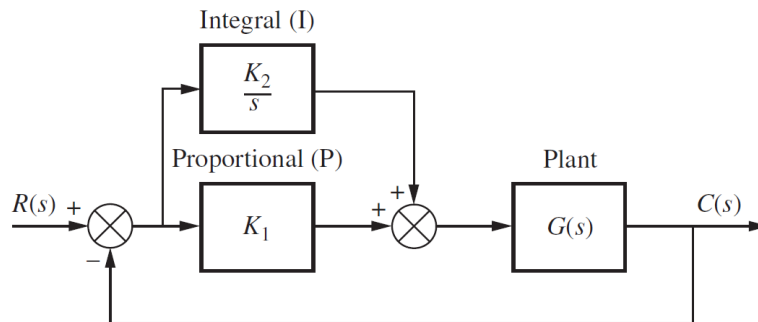 Integral (I)
K₂
s
Proportional (P)
Plant
R(s) +
+
+
C(s)
K₁
G(s)
−